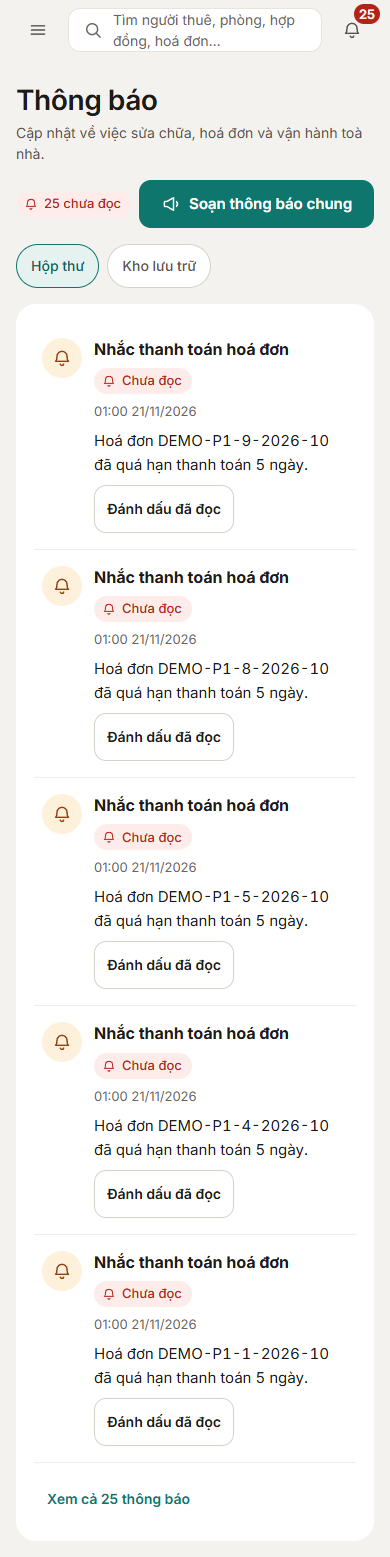 Tìm người thuê, phòng, hợp
đồng, hoá đơn...
25
Thông báo
Cập nhật về việc sửa chữa, hoá đơn và vận hành toà
nhà.
25 chưa đọc
Soạn thông báo chung
Hộp thư
Kho lưu trữ
Nhắc thanh toán hoá đơn
Chưa đọc
01:00 21/11/2026
Hoá đơn DEMO-P1-9-2026-10
đã quá hạn thanh toán 5 ngày.
Đánh dấu đã đọc
Nhắc thanh toán hoá đơn
Chưa đọc
01:00 21/11/2026
Hoá đơn DEMO-P1-8-2026-10
đã quá hạn thanh toán 5 ngày.
Đánh dấu đã đọc
Nhắc thanh toán hoá đơn
Chưa đọc
01:00 21/11/2026
Hoá đơn DEMO-P1-5-2026-10
đã quá hạn thanh toán 5 ngày.
Đánh dấu đã đọc
Nhắc thanh toán hoá đơn
Chưa đọc
01:00 21/11/2026
Hoá đơn DEMO-P1-4-2026-10
đã quá hạn thanh toán 5 ngày.
Đánh dấu đã đọc
Nhắc thanh toán hoá đơn
Chưa đọc
01:00 21/11/2026
Hoá đơn DEMO-P1-1-2026-10
đã quá hạn thanh toán 5 ngày.
Đánh dấu đã đọc
Xem cả 25 thông báo